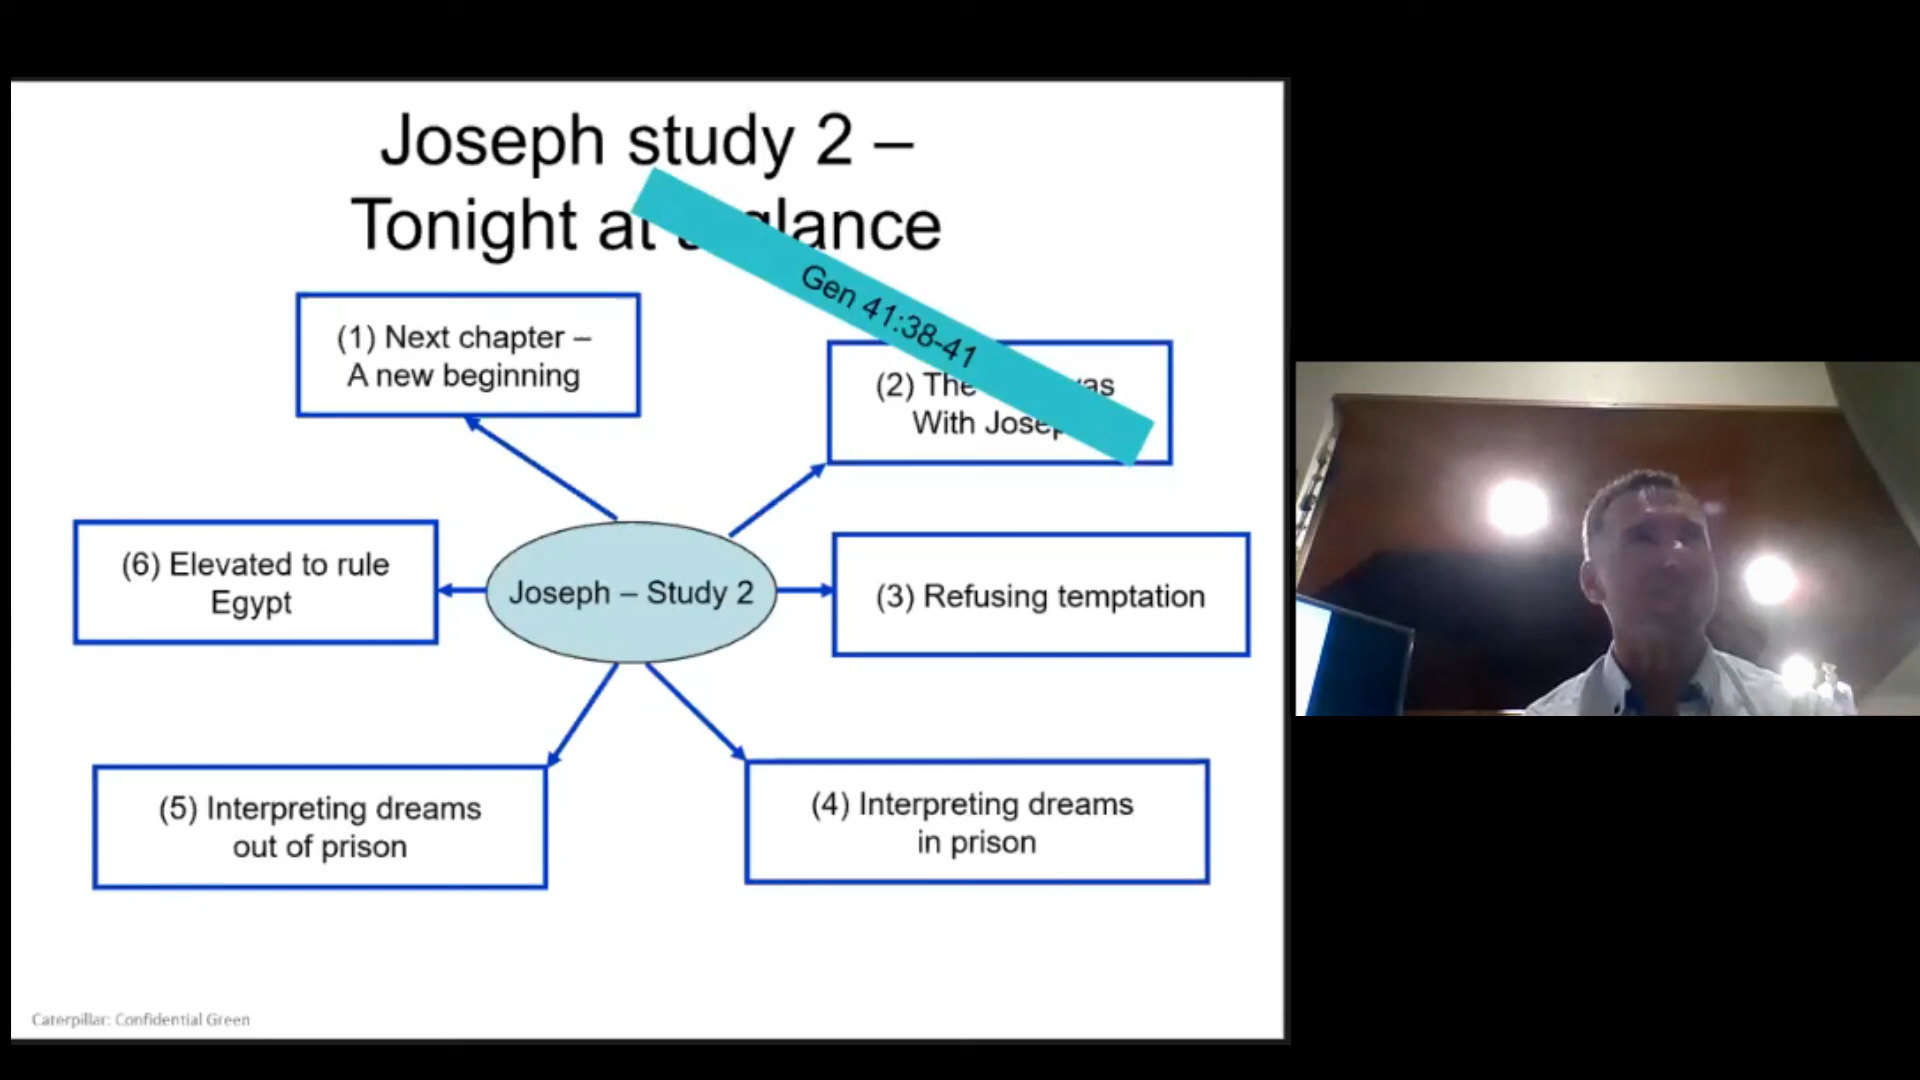 Joseph study 2 –
Tonight at glance
Gen 41:38-41
(1) Next chapter –
A new beginning
(2) The
With Joseph
(6) Elevated to rule
Egypt
Joseph – Study 2
(3) Refusing temptation
(5) Interpreting dreams
out of prison
(4) Interpreting dreams
in prison
Caterpillar: Confidential Green